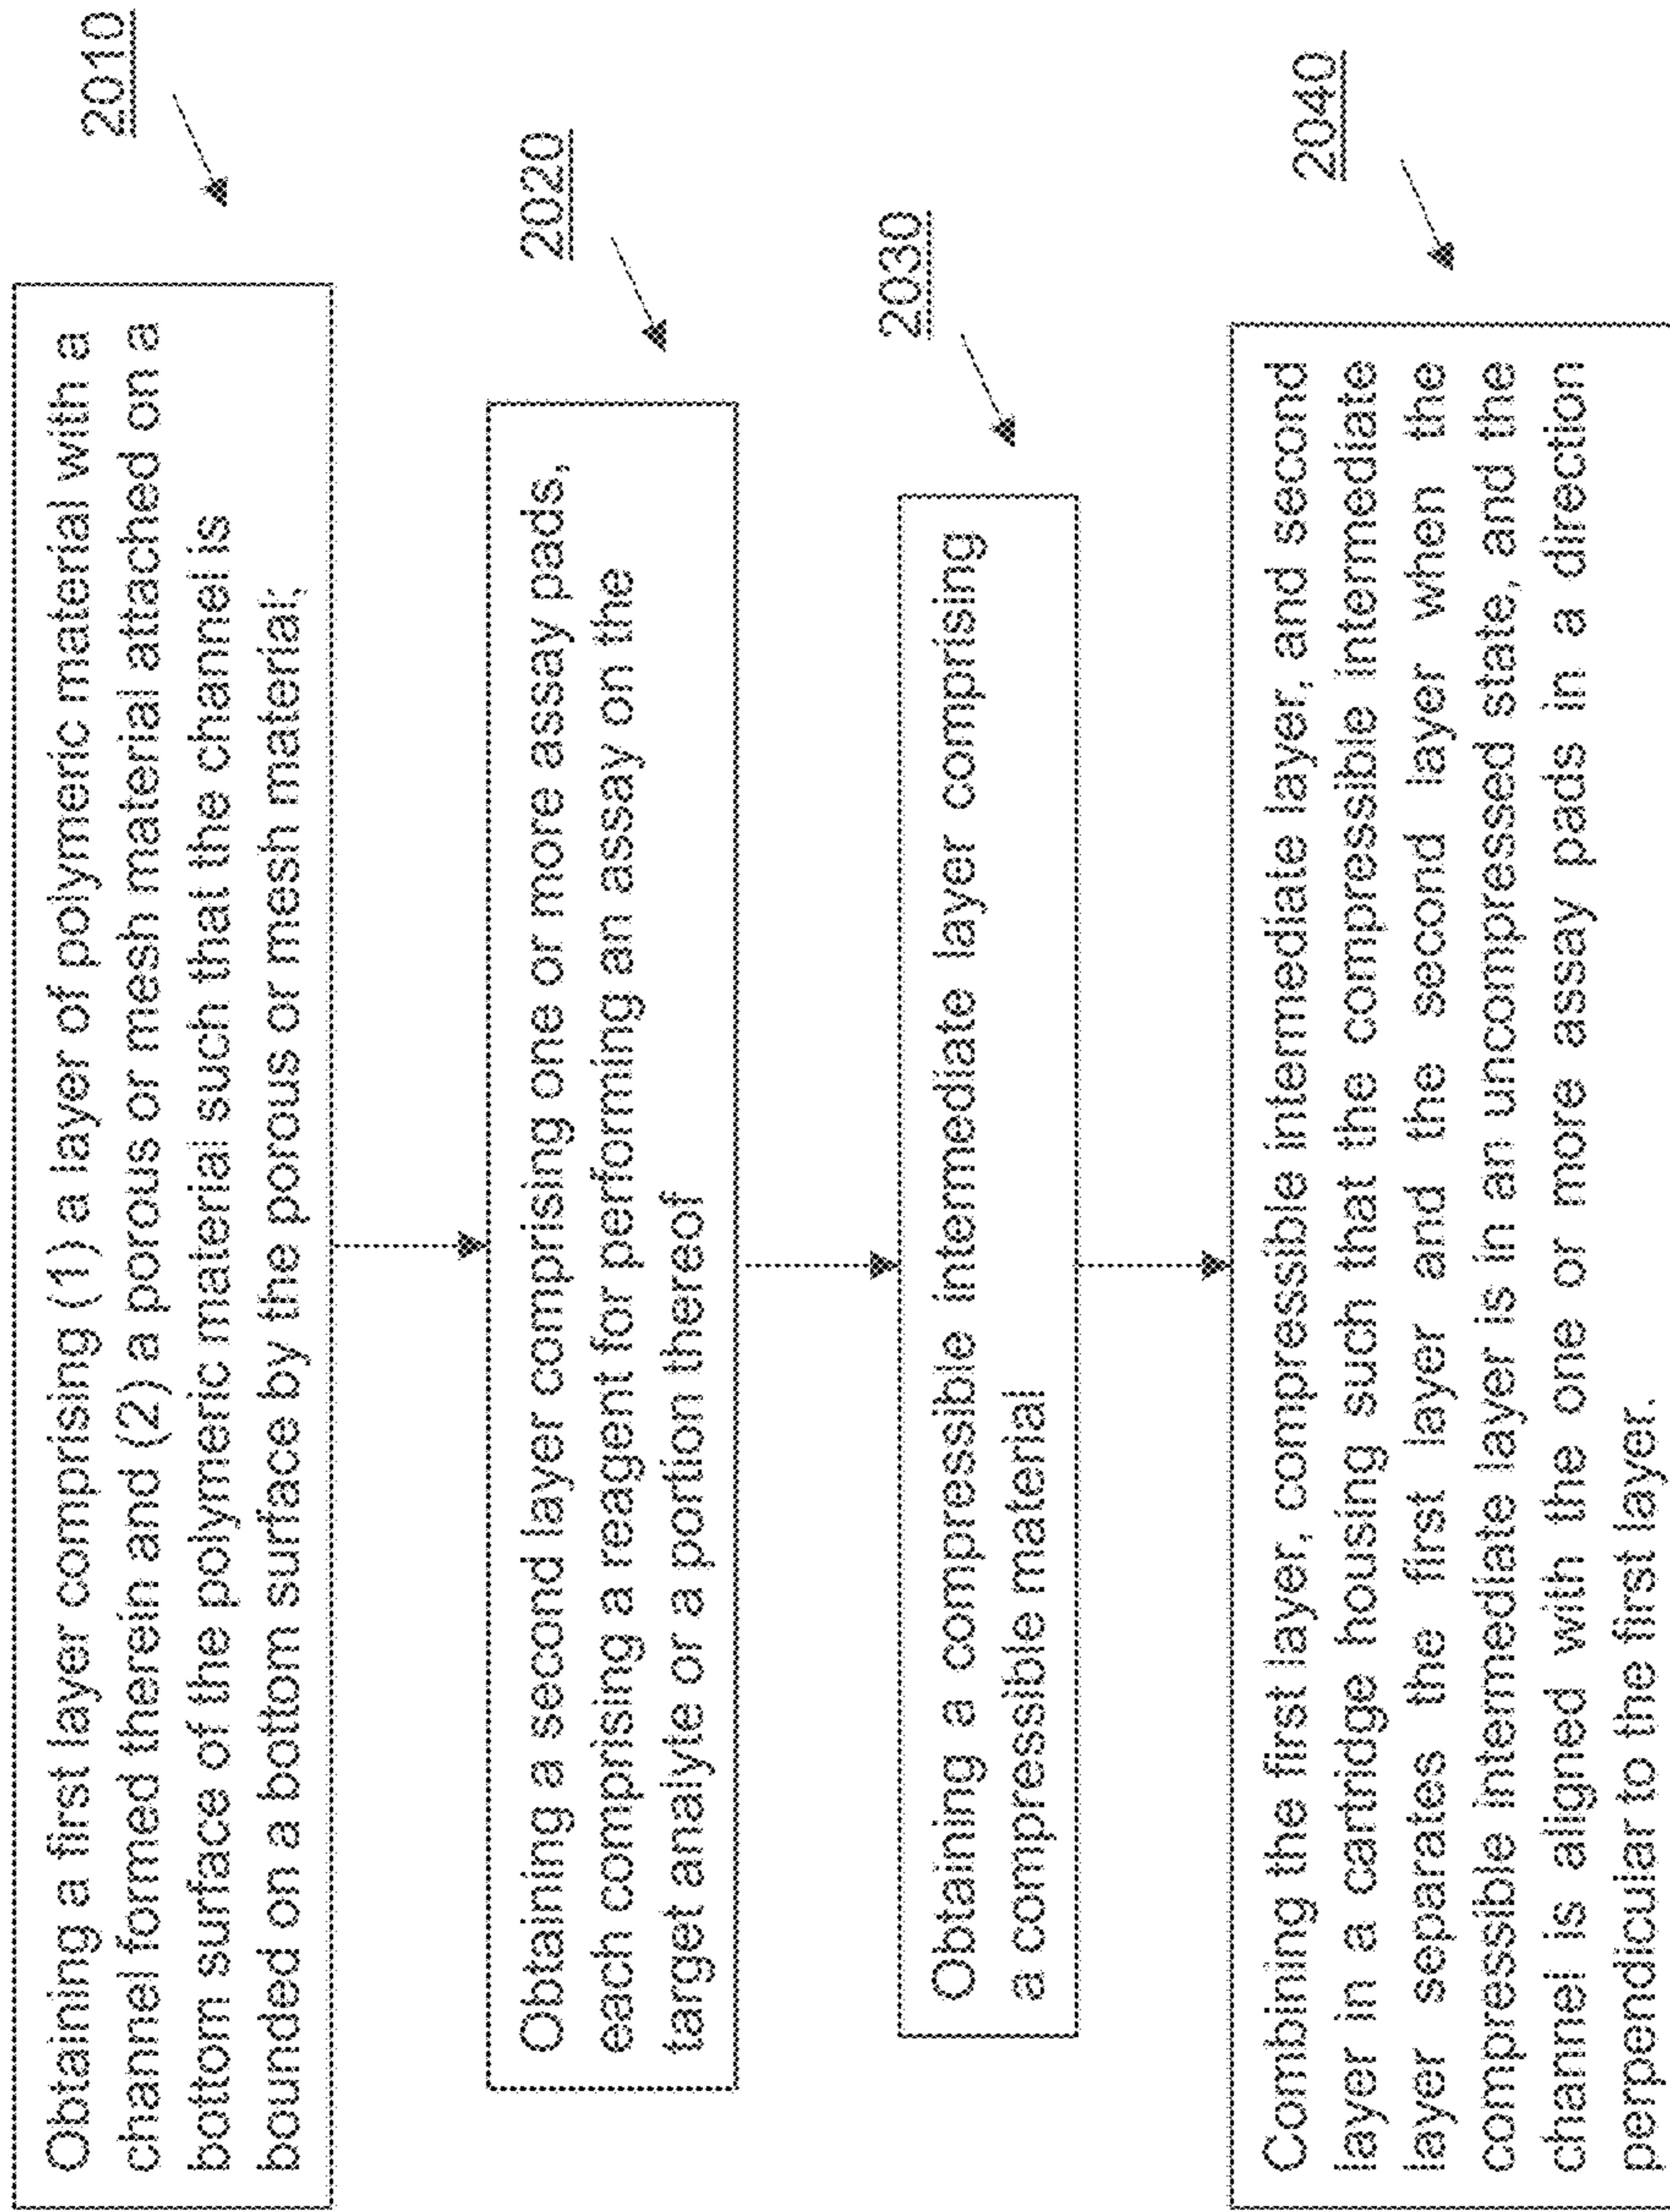 Obtaining a first layer comprising (1) a layer of polymeric material with a
channel formed therein and (2) a porous or mesh material attached on a
bottom surface of the polymeric material such that the channel is
bounded on a bottom surface by the porous or mesh material;
2010
Obtaining a second layer comprising one or more assay pads,
each comprising a reagent for performing an assay on the
target analyte or a portion thereof
2020
Obtaining a compressible intermediate layer comprising
a compressible material
2030
Combining the first layer, compressible intermediate layer, and second
layer in a cartridge housing such that the compressible intermediate
layer separates the first layer and the second layer when the
compressible intermediate layer is in an uncompressed state, and the
channel is aligned with the one or more assay pads in a direction
perpendicular to the first layer.
2040